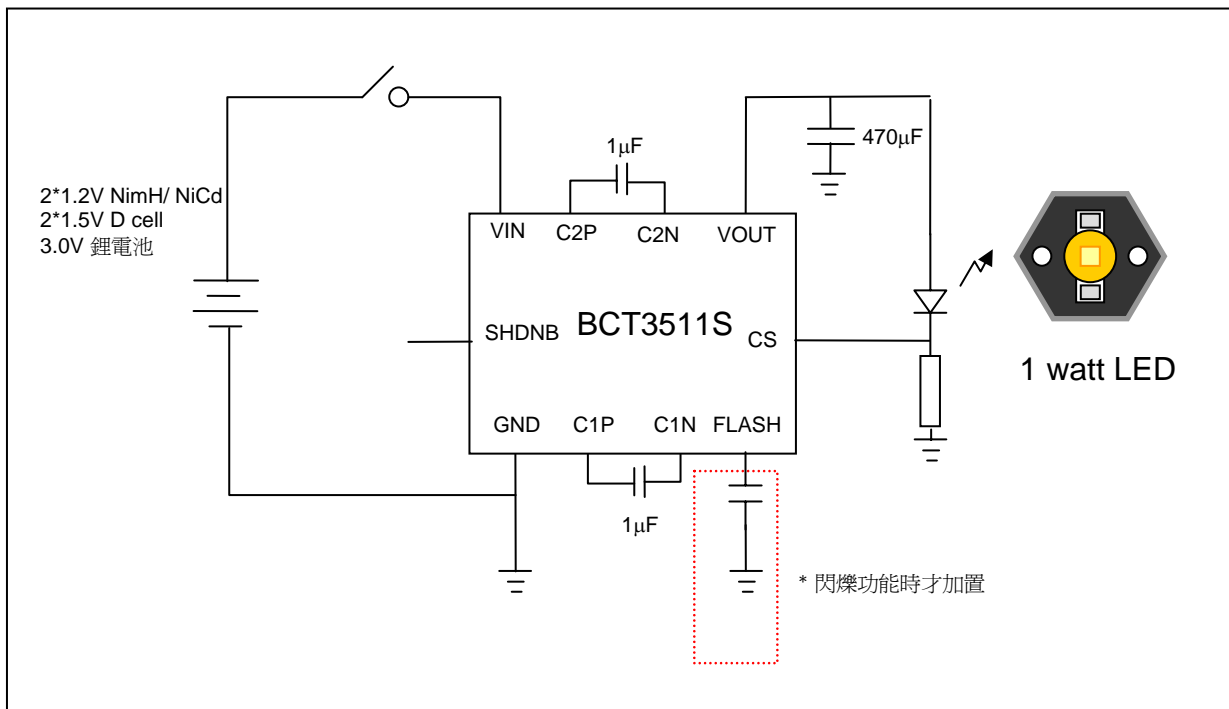 1μF
470μF
2*1.2V NimH/ NiCd
2*1.5V D cell
3.0V 鋰電池
VIN
C2P
C2N
VOUT
SHDNB
BCT3511S
CS
1 watt LED
GND
C1P
C1N
FLASH
1μF
* 閃爍功能時才加置